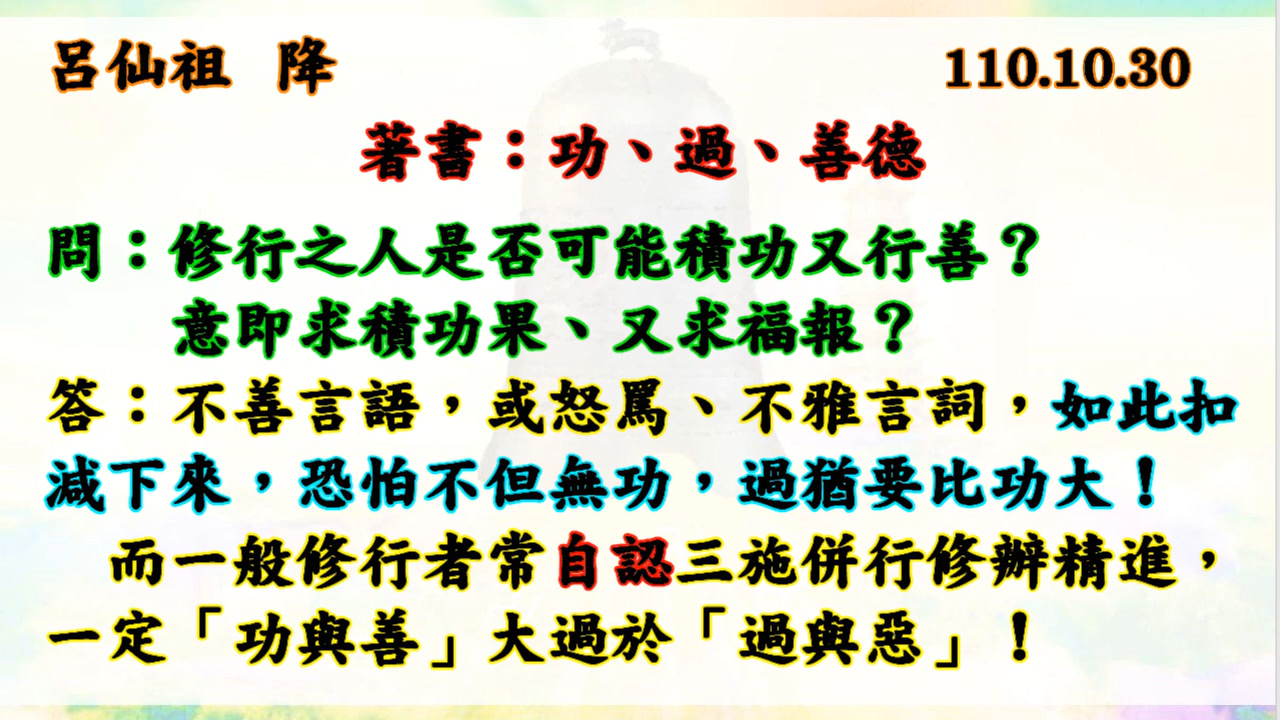 呂仙祖 降 110.10.30
著書：功、過、善德
問：修行之人是否可能積功又行善？
意即求積功果、又求福報？
答：不善言語，或怒罵、不雅言詞，如此扣
減下來，恐怕不但無功，過猶要比功大！
而一般修行者常自認三施併行修辦精進，
一定「功與善」大過於「過與惡」！